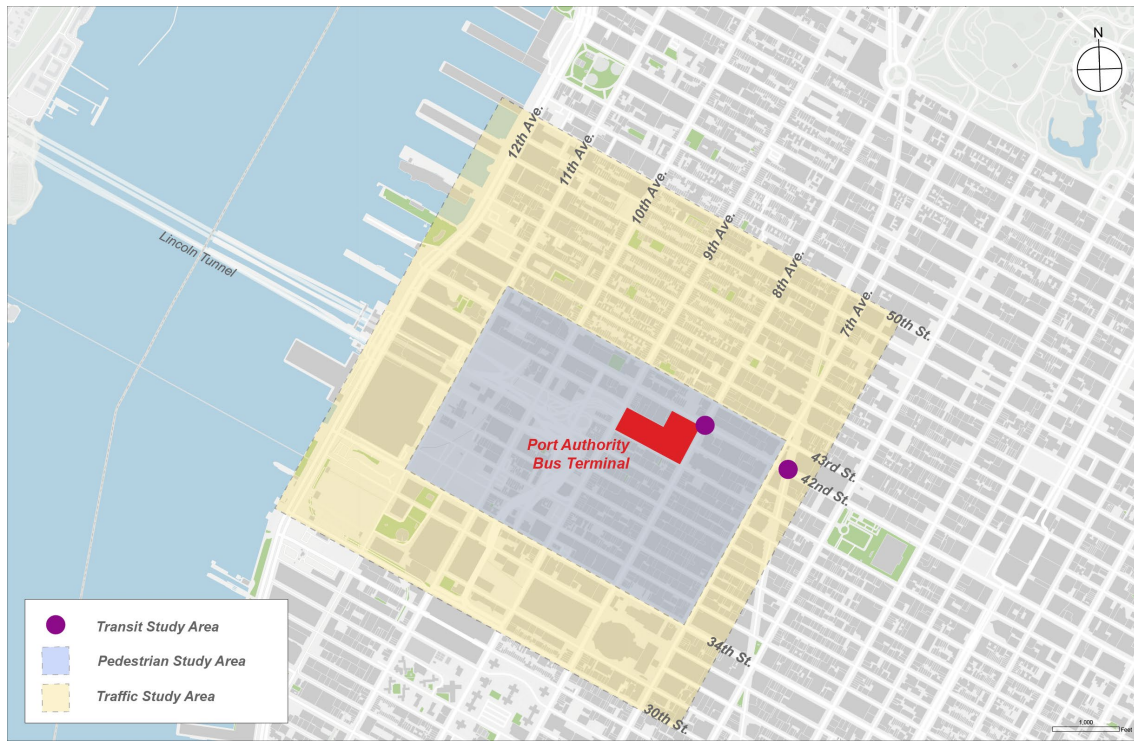 N
12th Ave.
11th Ave.
10th Ave.
9th Ave.
8th Ave.
7th Ave.
50th St.
Lincoln Tunnel
Port Authority
Bus Terminal
43rd St.
42nd St.
34th St.
30th St.
Transit Study Area
Pedestrian Study Area
Traffic Study Area
1,000
Feet